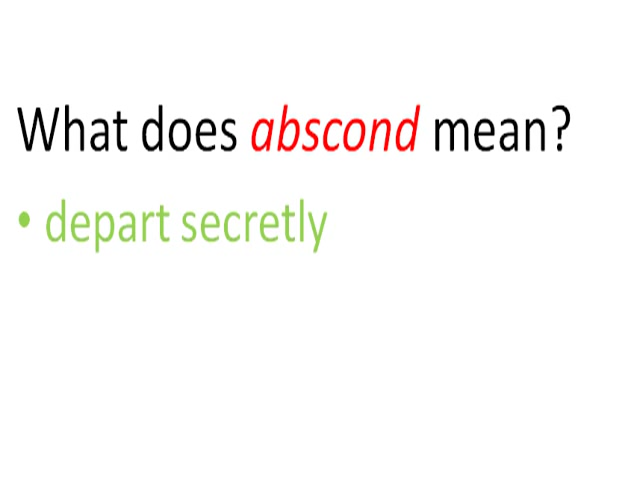 What does abscond mean?
• depart secretly